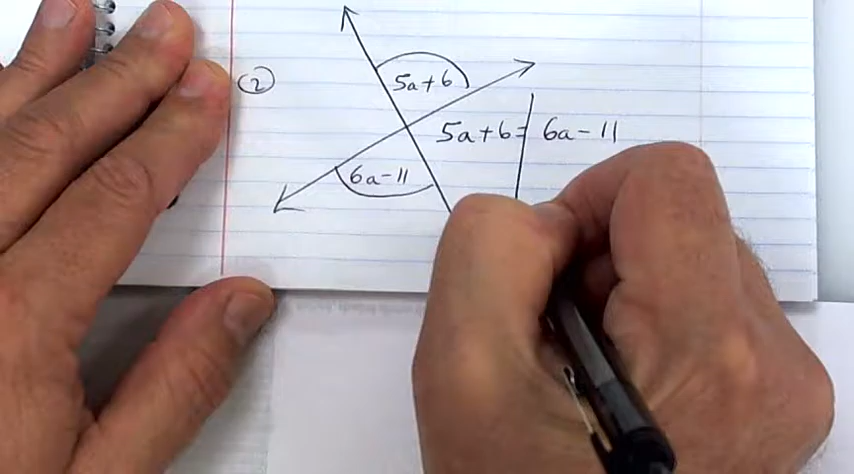 ②
5a+6
5a+6 = 6a-11
6a-11